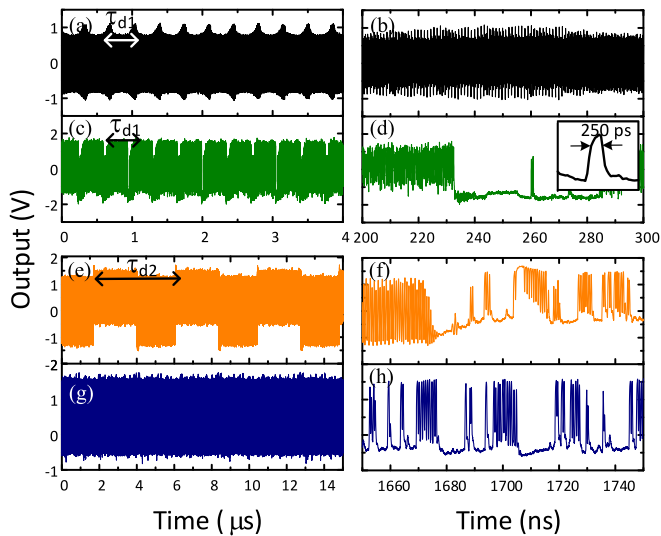 (a) τd1 (b)
1
0
1
(c) τd1 (d) 250 ps
2
0
-2
0 1 2 3 4 200 220 240 260 280 300
Output (V)
(e) τd2 (f)
2
1
0
-1
-2
(g) (h)
1
0
-1
0 2 4 6 8 10 12 14 1660 1680 1700 1720 1740
Time ( μs) Time (ns)